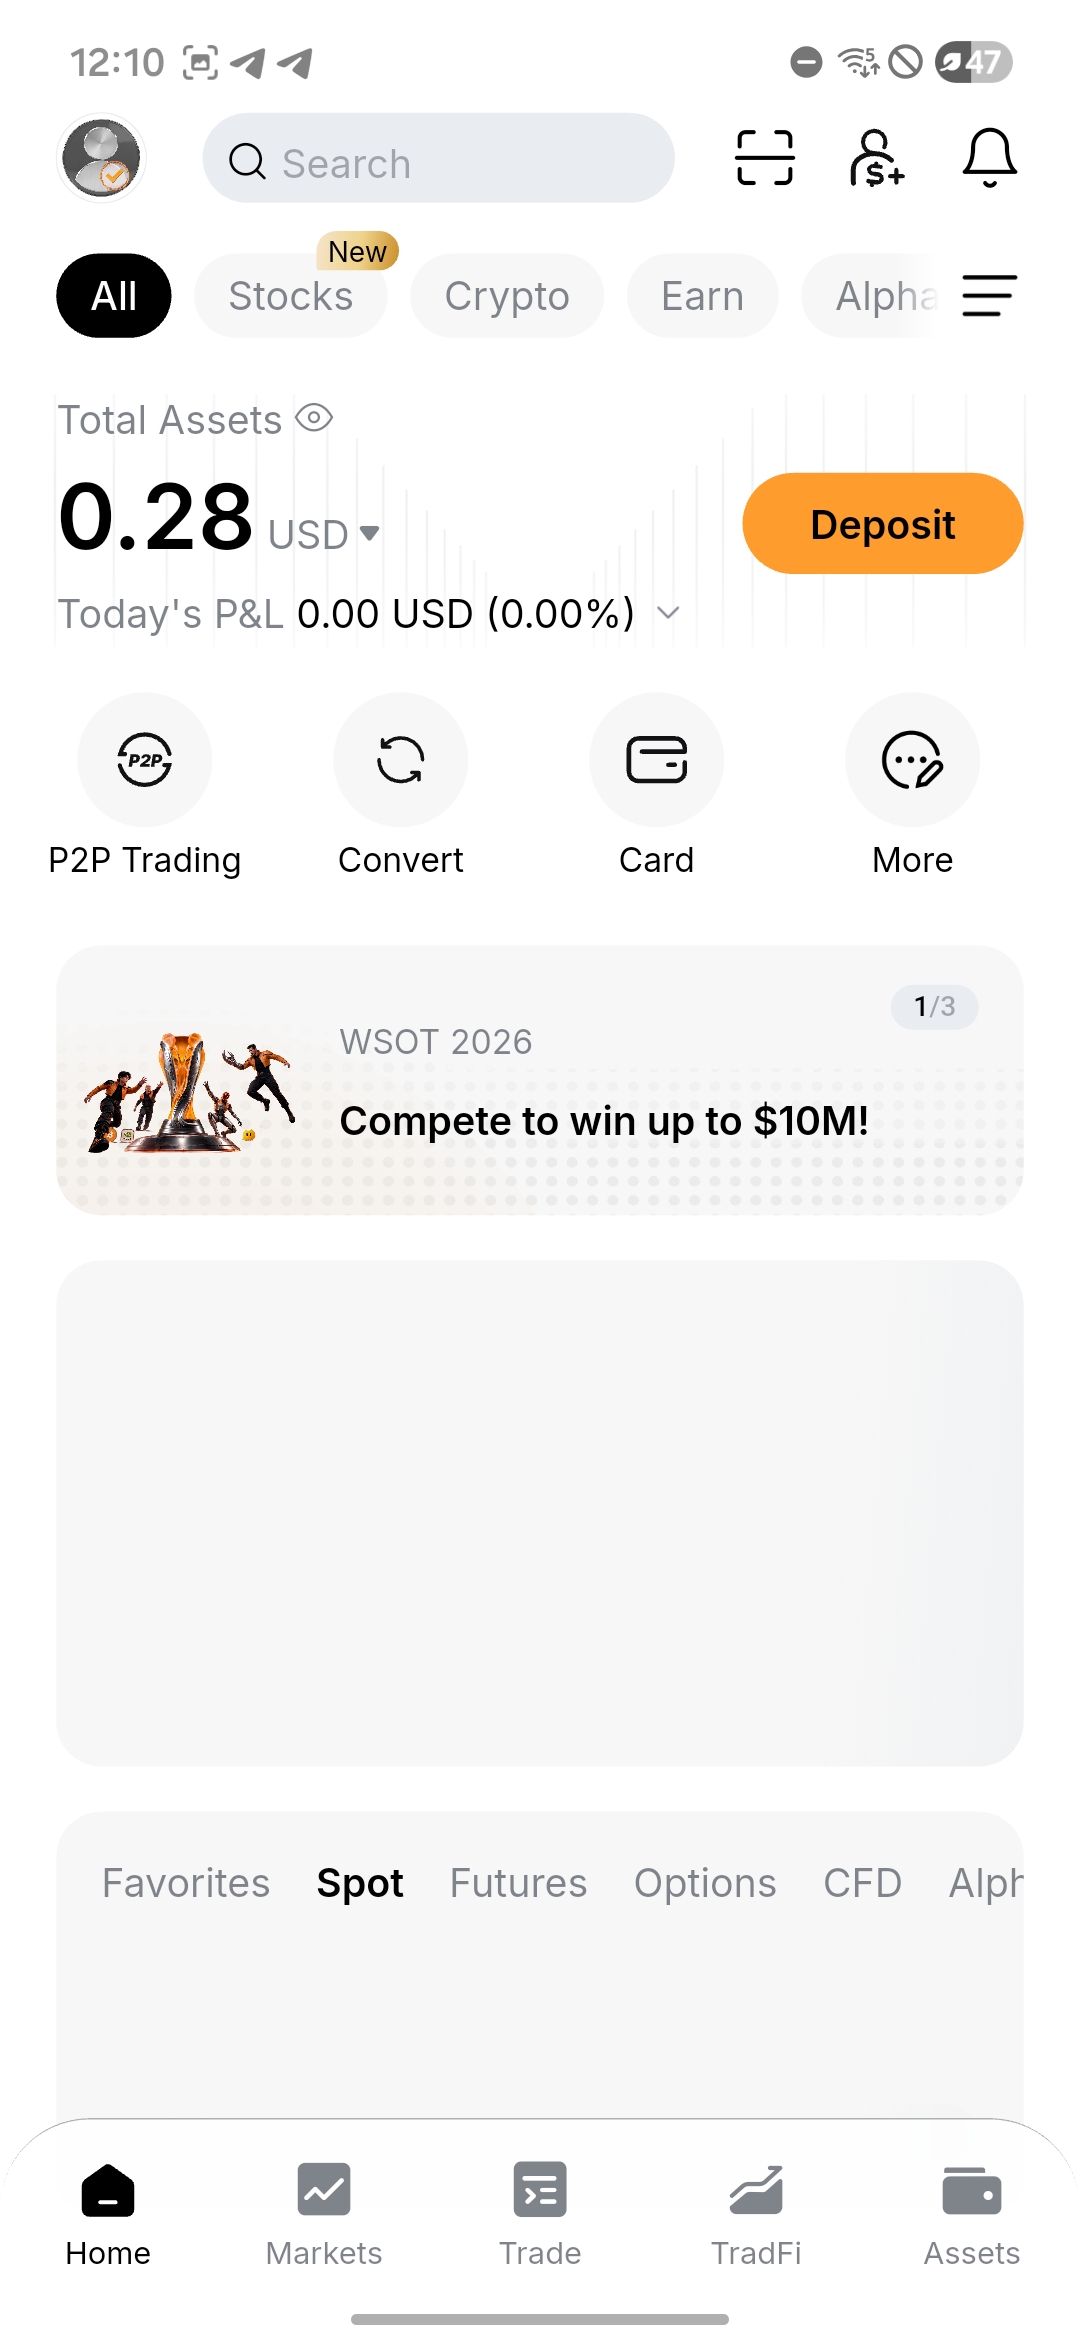 12:10
5
47
Search
New
All Stocks Crypto Earn Alpha
Total Assets
0.28 USD
Deposit
Today's P&L 0.00 USD (0.00%)
P2P
P2P Trading Convert Card More
1/3
WSOT 2026
Compete to win up to $10M!
Favorites Spot Futures Options CFD Alph
Home Markets Trade TradFi Assets